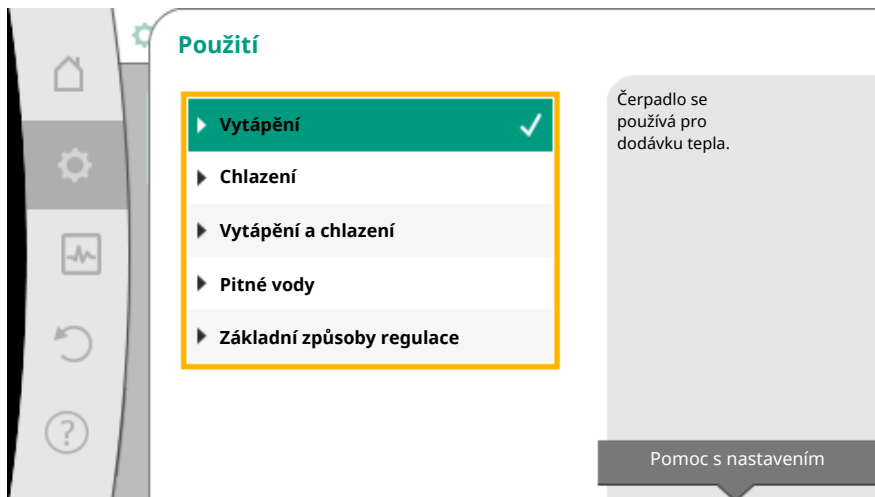 Použití
Vytápění
Chlazení
Vytápění a chlazení
Pitné vody
Základní způsoby regulace
Čerpadlo se
používá pro
dodávku tepla.
Pomoc s nastavením
?